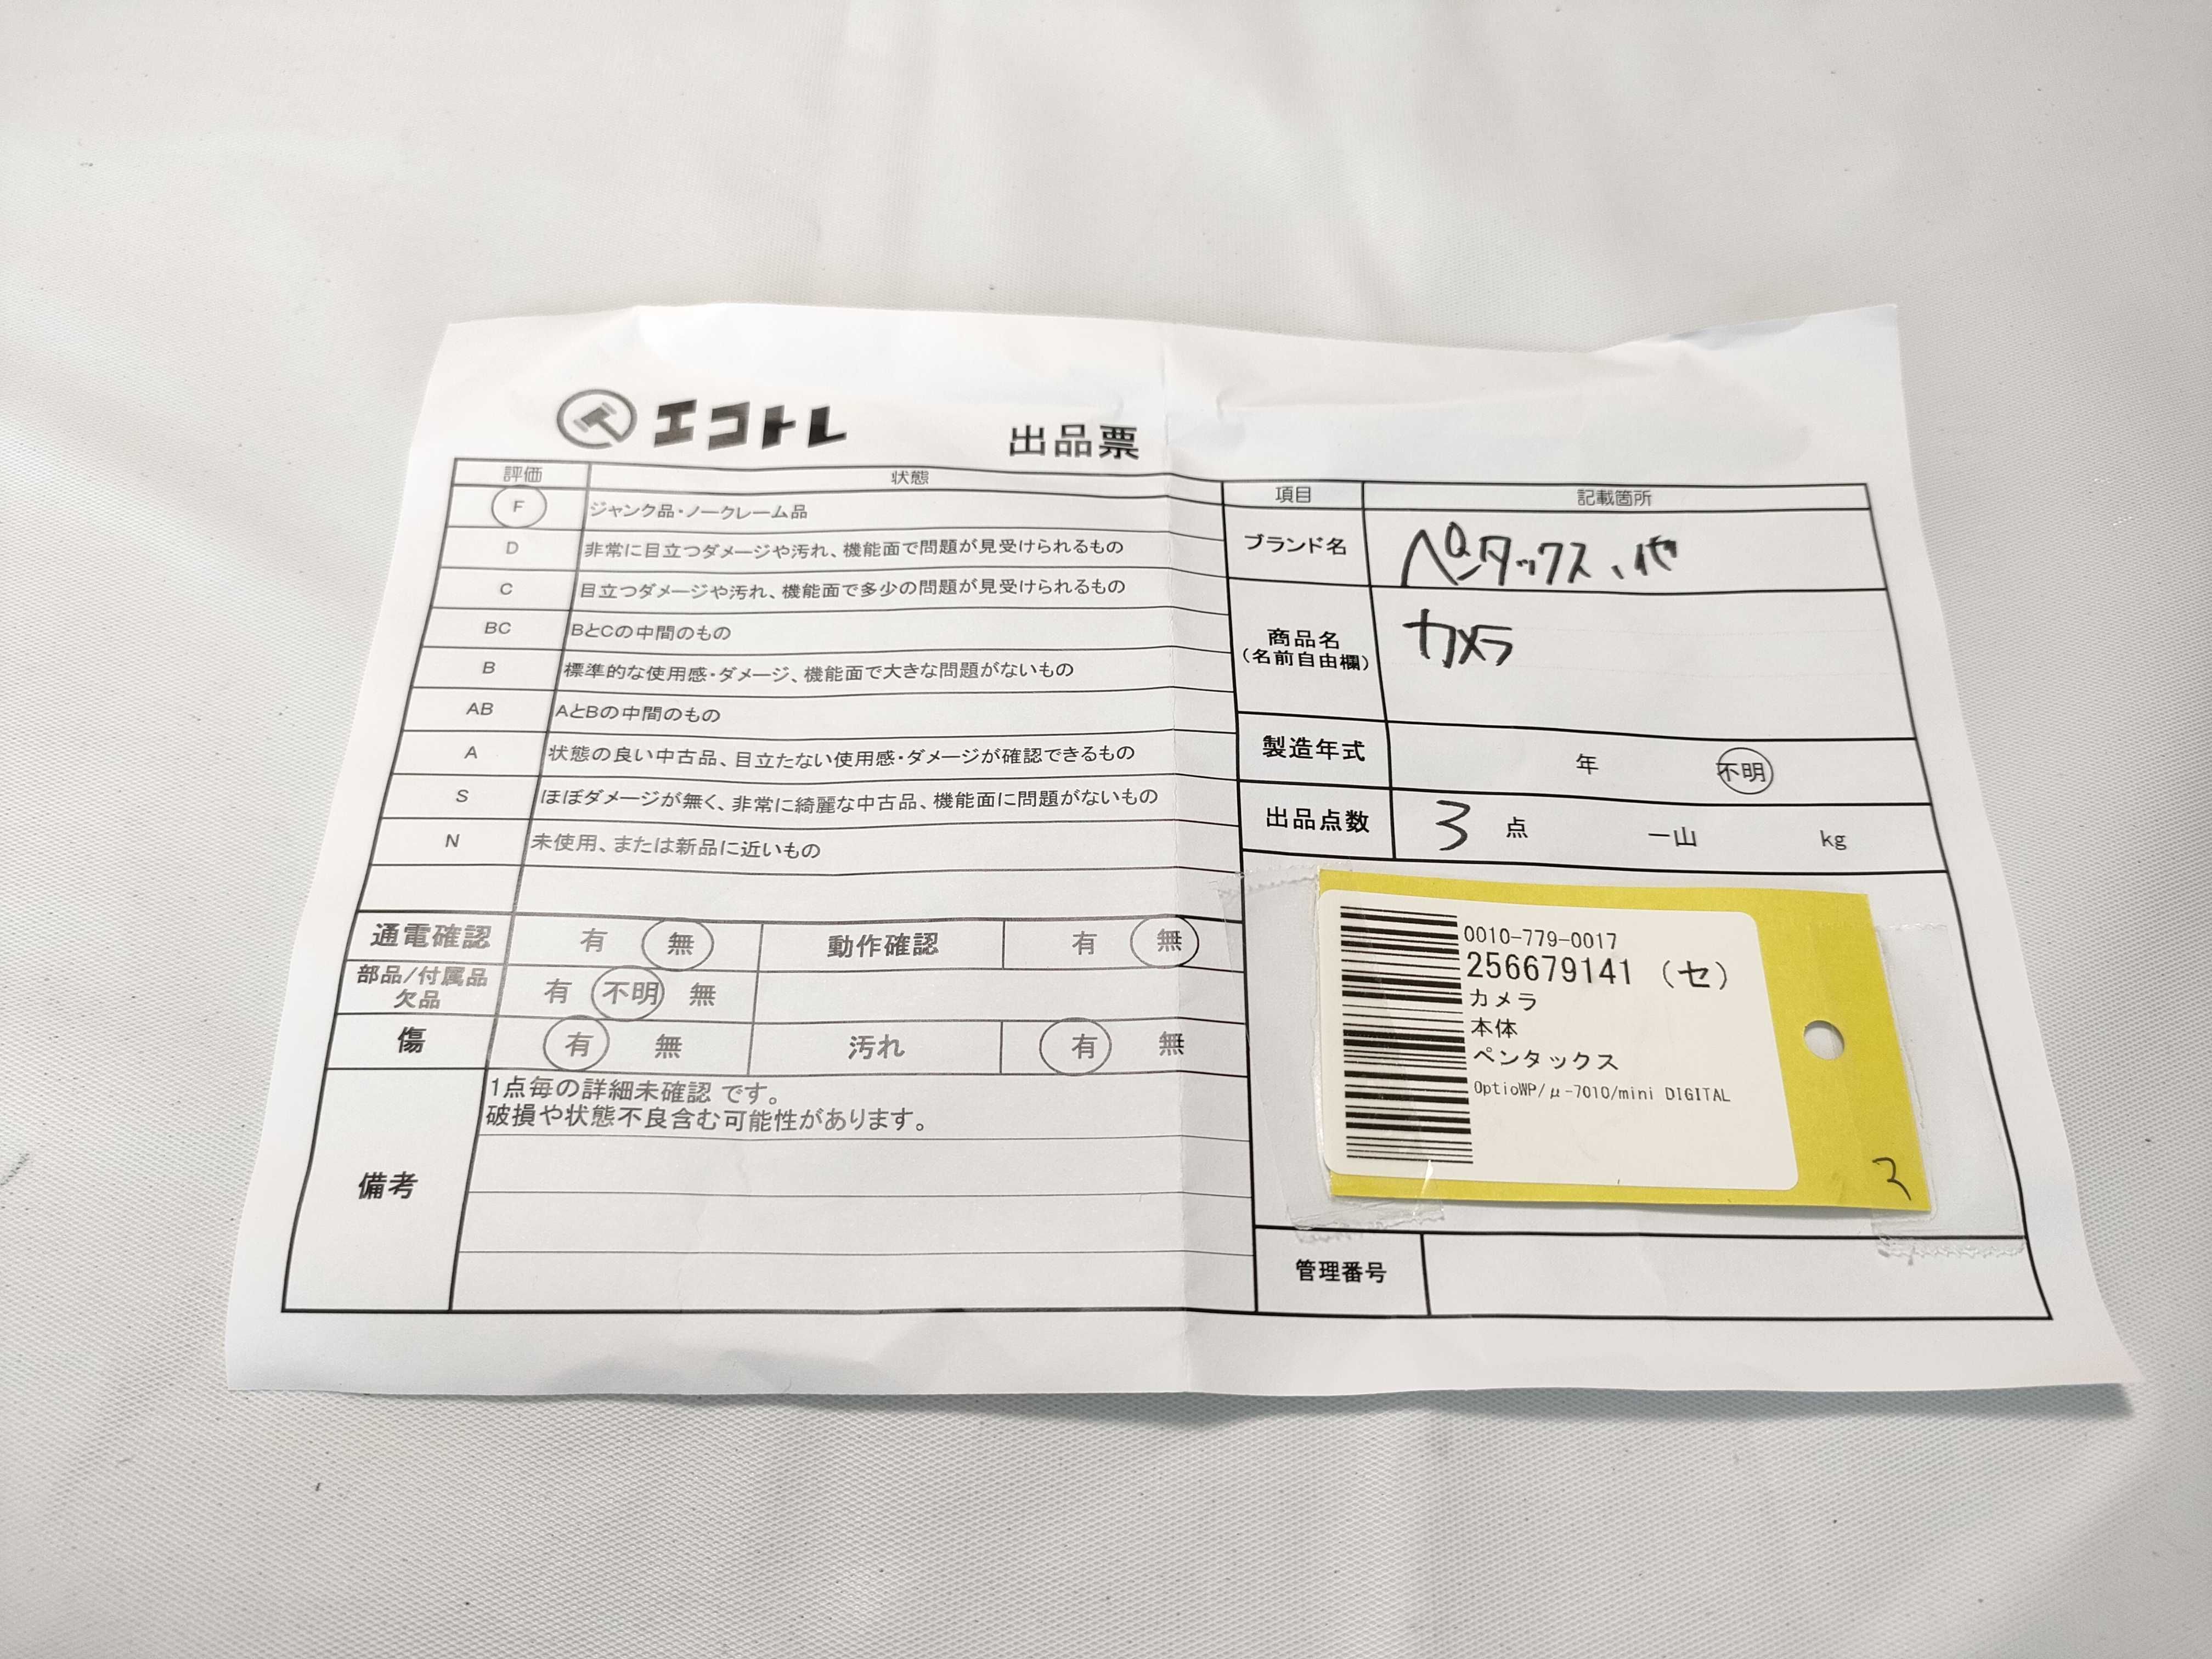 エコトレ
出品票
評価 状態
F ジャンク品・ノークレーム品
D 非常に目立つダメージや汚れ、機能面で問題が見受けられるもの
C 目立つダメージや汚れ、機能面で多少の問題が見受けられるもの
BC BとCの中間のもの
B 標準的な使用感・ダメージ、機能面で大きな問題がないもの
AB AとBの中間のもの
A 状態の良い中古品、目立たない使用感・ダメージが確認できるもの
S ほぼダメージが無く、非常に綺麗な中古品、機能面に問題がないもの
N 未使用、または新品に近いもの
通電確認 有 無 動作確認 有 無
部品/付属品
欠品 有 不明 無
傷 有 無 汚れ 有 無
備考
1点毎の詳細未確認 です。
破損や状態不良含む可能性があります。
項目 記載箇所
ブランド名 ペンタックス、他
商品名
(名前自由欄)
カメラ
製造年式 年 不明
出品点数 3 点 一山 kg
0010-779-0017
256679141 (セ)
カメラ
本体
ペンタックス
OptioWP/μ-7010/mini DIGITAL
管理番号